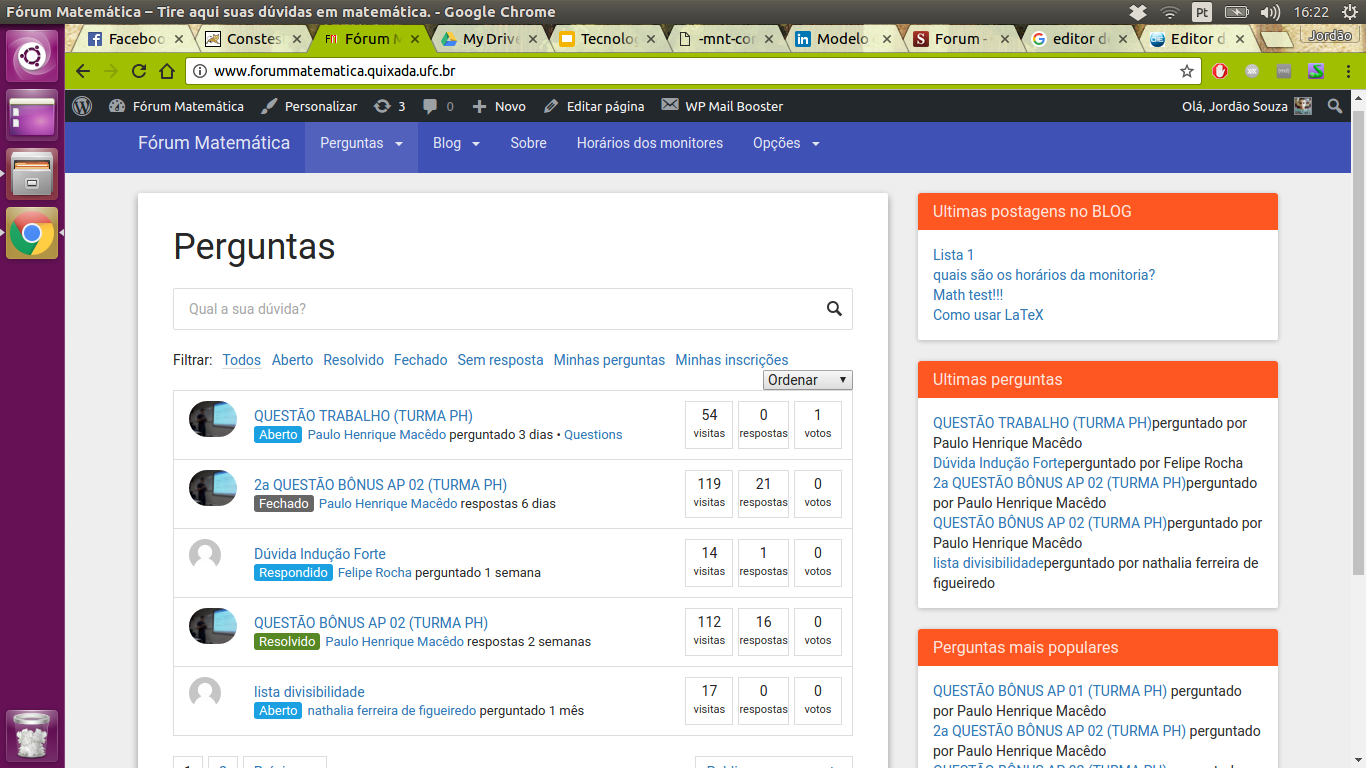 Fórum Matemática – Tire aqui suas dúvidas em matemática. - Google Chrome
Pt
16:22
Faceboo
Constes
Fórum M
My Drive
Tecnolog
-mnt-cor
Modelo
Forum -
editor de
Editor d
Jordão
www.forummatematica.quixada.ufc.br
Fórum Matemática
3
Personalizar
0
Novo
Editar página
WP Mail Booster
Olá, Jordão Souza
Fórum Matemática
Perguntas
Blog
Sobre
Horários dos monitores
Opções
Perguntas
Qual a sua dúvida?
Filtrar: Todos Aberto Resolvido Fechado Sem resposta Minhas perguntas Minhas inscrições
Ordenar
QUESTÃO TRABALHO (TURMA PH)
Aberto Paulo Henrique Macêdo perguntado 3 dias • Questions
54 0 1
visitas respostas votos
2a QUESTÃO BÔNUS AP 02 (TURMA PH)
Fechado Paulo Henrique Macêdo respostas 6 dias
119 21 0
visitas respostas votos
Dúvida Indução Forte
Respondido Felipe Rocha perguntado 1 semana
14 1 0
visitas respostas votos
QUESTÃO BÔNUS AP 02 (TURMA PH)
Resolvido Paulo Henrique Macêdo respostas 2 semanas
112 16 0
visitas respostas votos
lista divisibilidade
Aberto nathalia ferreira de figueiredo perguntado 1 mês
17 0 0
visitas respostas votos
Ultimas postagens no BLOG
Lista 1
quais são os horários da monitoria?
Math test!!!
Como usar LaTeX
Ultimas perguntas
QUESTÃO TRABALHO (TURMA PH)perguntado por
Paulo Henrique Macêdo
Dúvida Indução Forteperguntado por Felipe Rocha
2a QUESTÃO BÔNUS AP 02 (TURMA PH)perguntado
por Paulo Henrique Macêdo
QUESTÃO BÔNUS AP 02 (TURMA PH)perguntado por
Paulo Henrique Macêdo
lista divisibilidadeperguntado por nathalia ferreira de
figueiredo
Perguntas mais populares
QUESTÃO BÔNUS AP 01 (TURMA PH) perguntado
por Paulo Henrique Macêdo
2a QUESTÃO BÔNUS AP 02 (TURMA PH) perguntado
por Paulo Henrique Macêdo